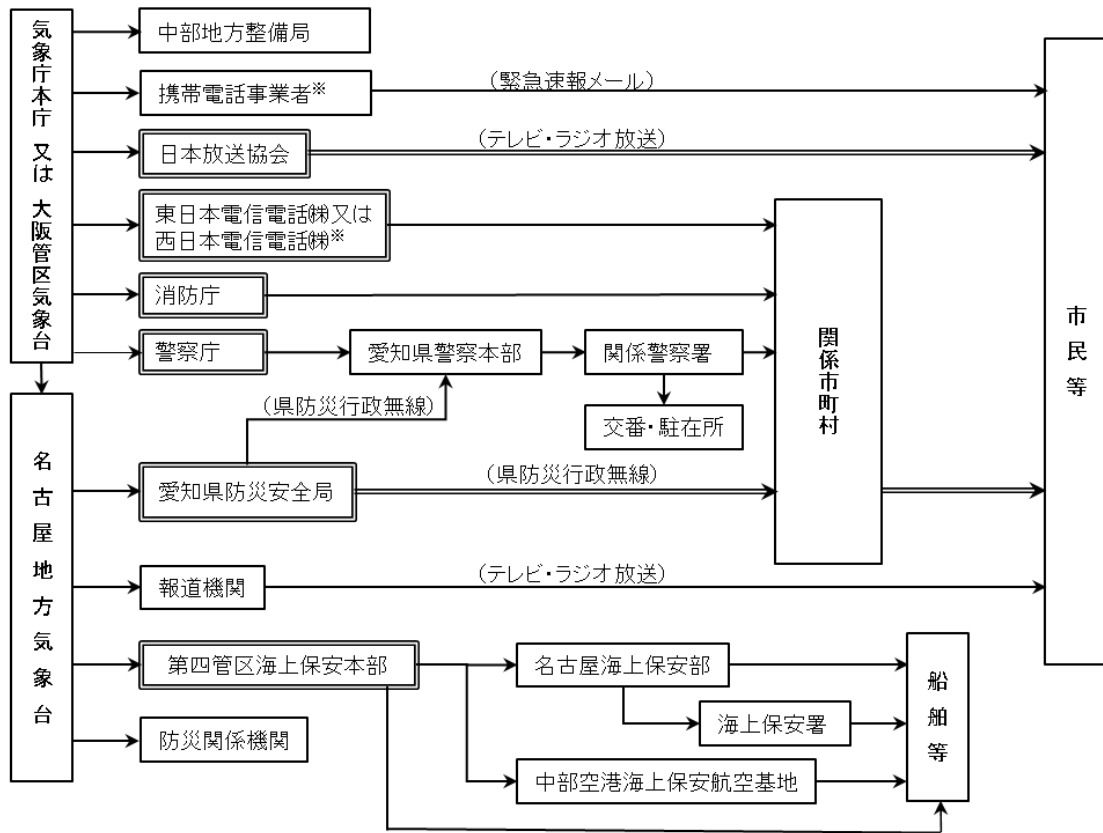 気象庁本庁 又は 大阪管区気象台
中部地方整備局
携帯電話事業者※
(緊急速報メール)
日本放送協会
(テレビ・ラジオ放送)
東日本電信電話㈱又は
西日本電信電話㈱※
消防庁
警察庁
愛知県警察本部
関係警察署
交番・駐在所
(県防災行政無線)
関係市町村
市民等
名古屋地方気象台
愛知県防災安全局
(県防災行政無線)
報道機関
(テレビ・ラジオ放送)
第四管区海上保安本部
名古屋海上保安部
海上保安署
中部空港海上保安航空基地
船舶等
防災関係機関